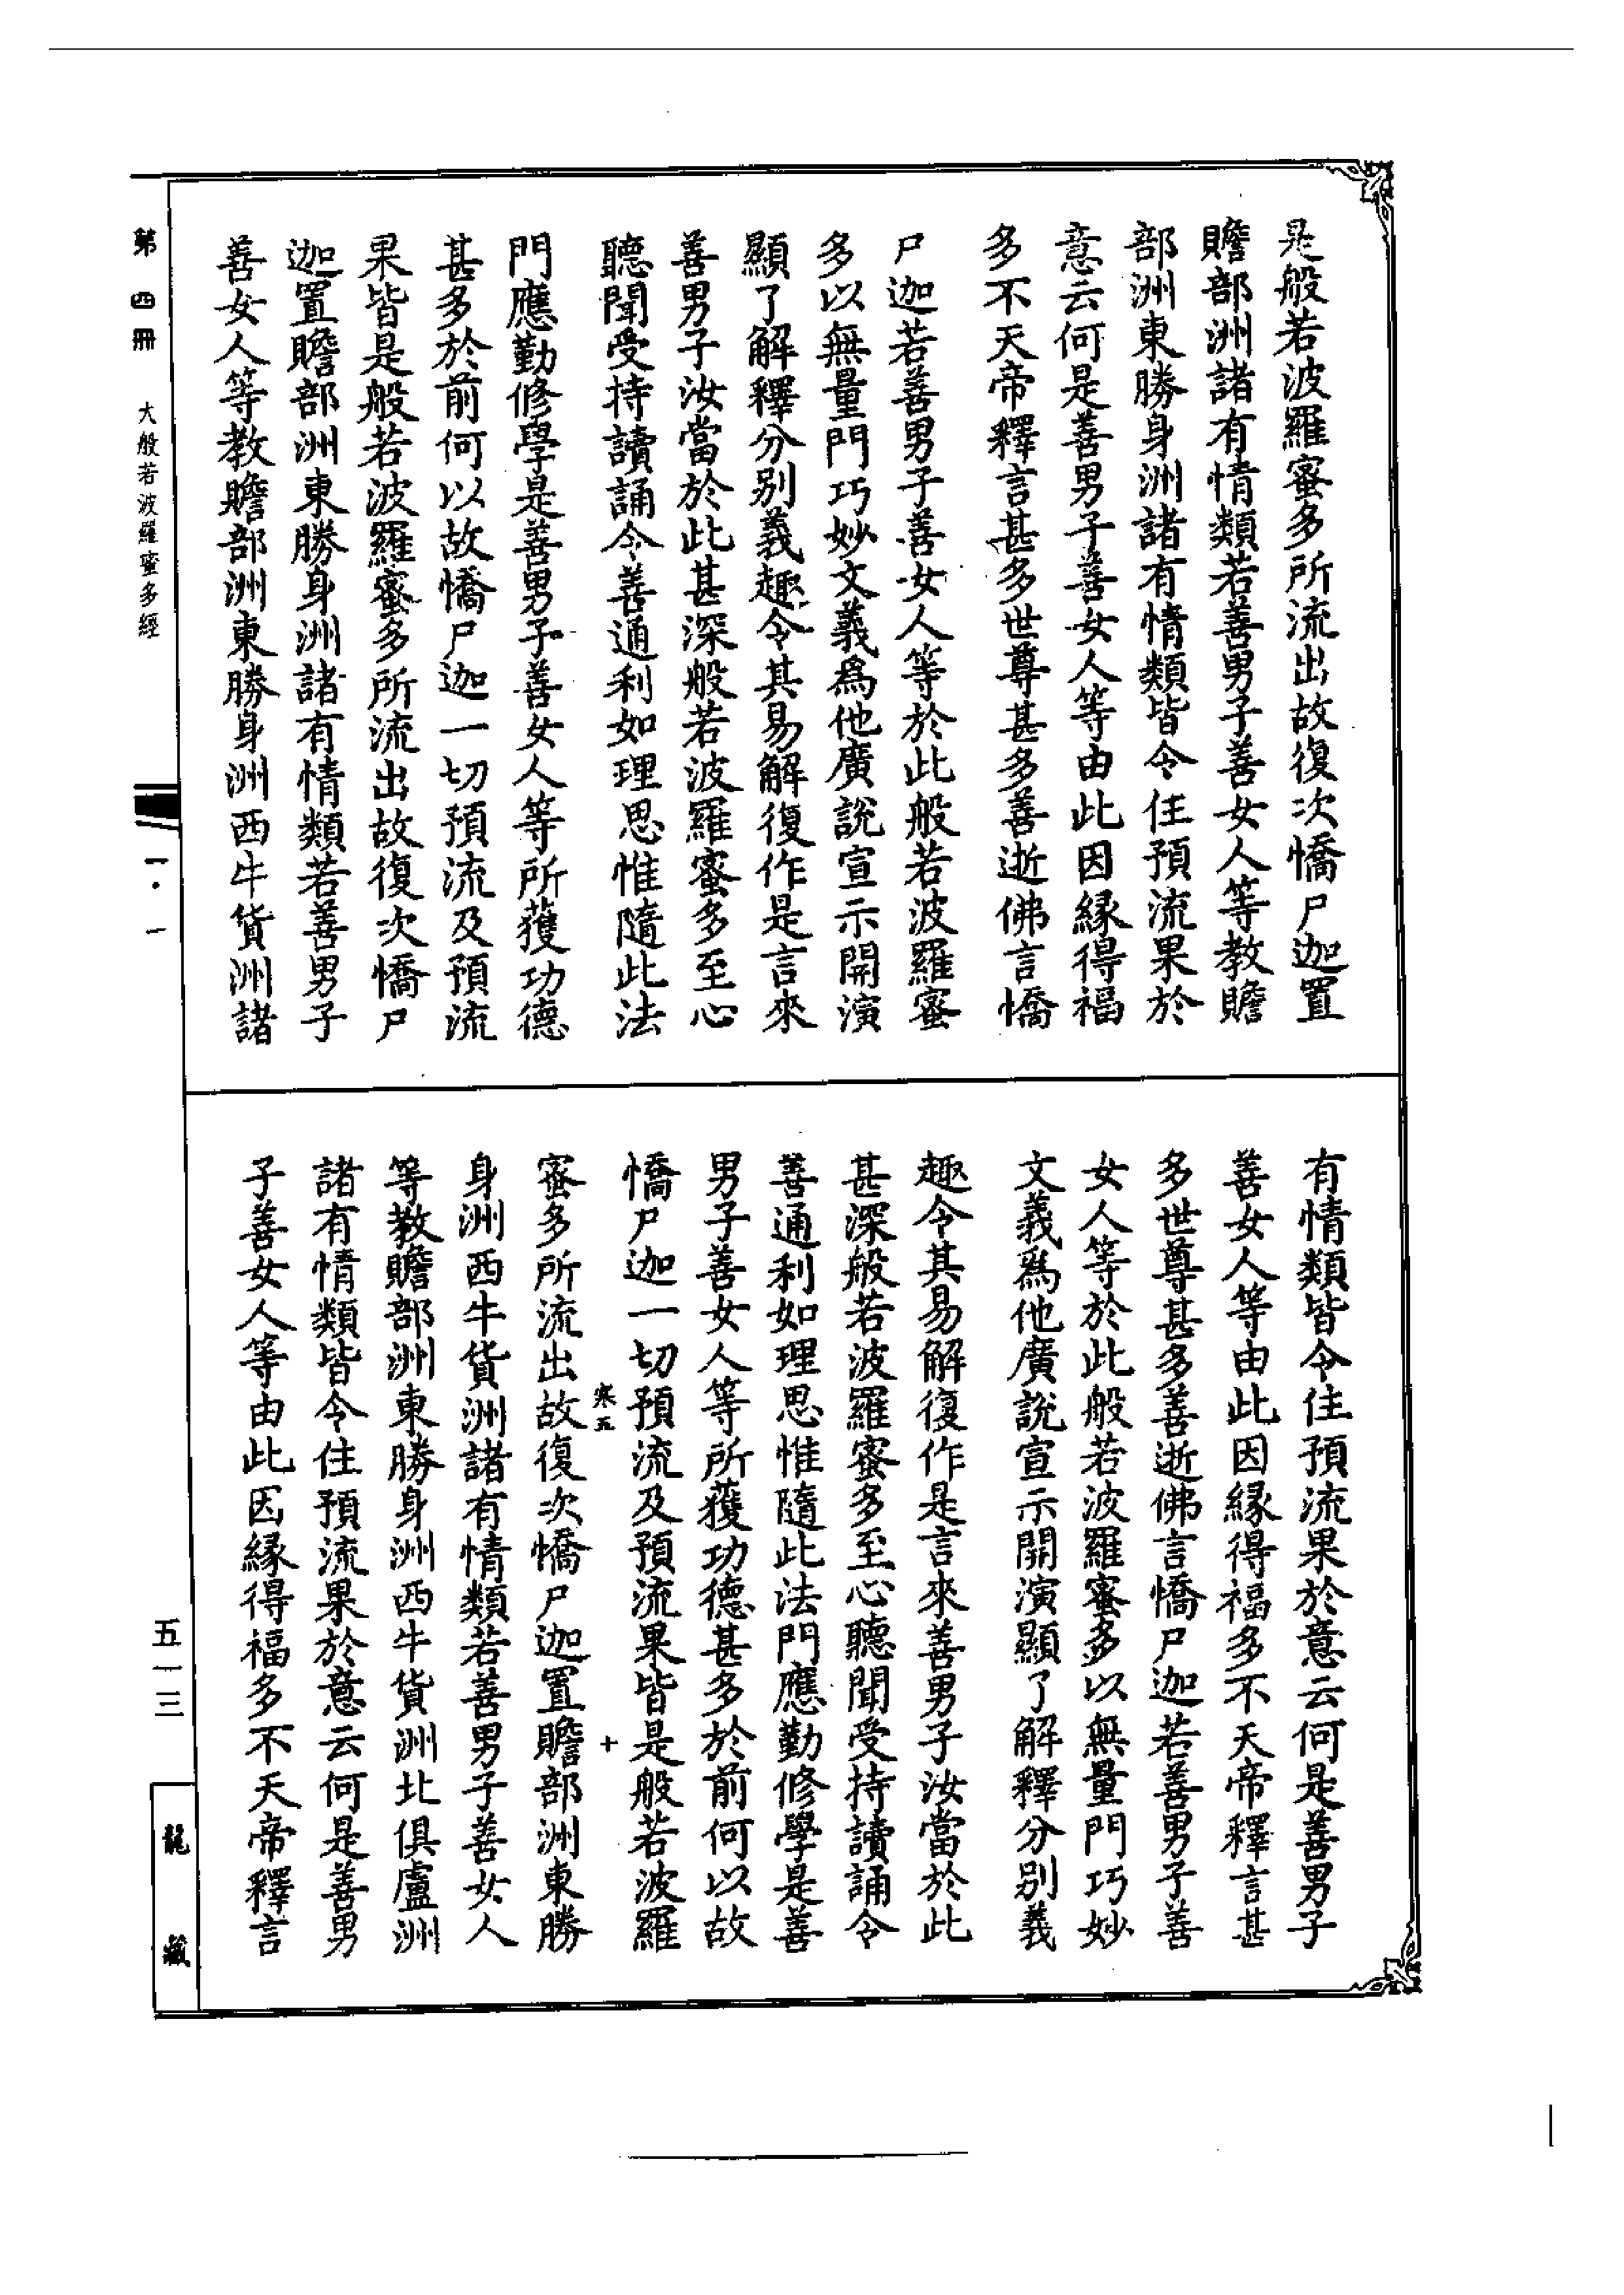 是般若波羅蜜多所流出故復次憍尸迦置
贍部洲諸有情類若善男子善女人等教贍
部洲東勝身洲諸有情類皆令住預流果於
意云何是善男子善女人等由此因緣得福
多不天帝釋言甚多世尊甚多善逝佛言憍
尸迦若善男子善女人等於此般若波羅蜜
多以無量門巧妙文義爲他廣說宣示開演
顯了解釋分別義趣令其易解復作是言來
善男子汝當於此甚深般若波羅蜜多至心
聽聞受持讀誦令善通利如理思惟隨此法
門應勤修學是善男子善女人等所獲功德
甚多於前何以故憍尸迦一切預流及預流
果皆是般若波羅蜜多所流出故復次憍尸
迦置贍部洲東勝身洲諸有情類若善男子
善女人等教贍部洲東勝身洲西牛貨洲諸
有情類皆令住預流果於意云何是善男子
善女人等由此因緣得福多不天帝釋言甚
多世尊甚多善逝佛言憍尸迦若善男子善
女人等於此般若波羅蜜多以無量門巧妙
文義爲他廣說宣示開演顯了解釋分別義
趣令其易解復作是言來善男子汝當於此
甚深般若波羅蜜多至心聽聞受持讀誦令
善通利如理思惟隨此法門應勤修學是善
男子善女人等所獲功德甚多於前何以故
憍尸迦一切預流及預流果皆是般若波羅
寒五 十
蜜多所流出故復次憍尸迦置贍部洲東勝
身洲西牛貨洲諸有情類若善男子善女人
等教贍部洲東勝身洲西牛貨洲北俱盧洲
諸有情類皆令住預流果於意云何是善男
子善女人等由此因緣得福多不天帝釋言
第四冊 大般若波羅蜜多經 一·一
五一三 龍藏